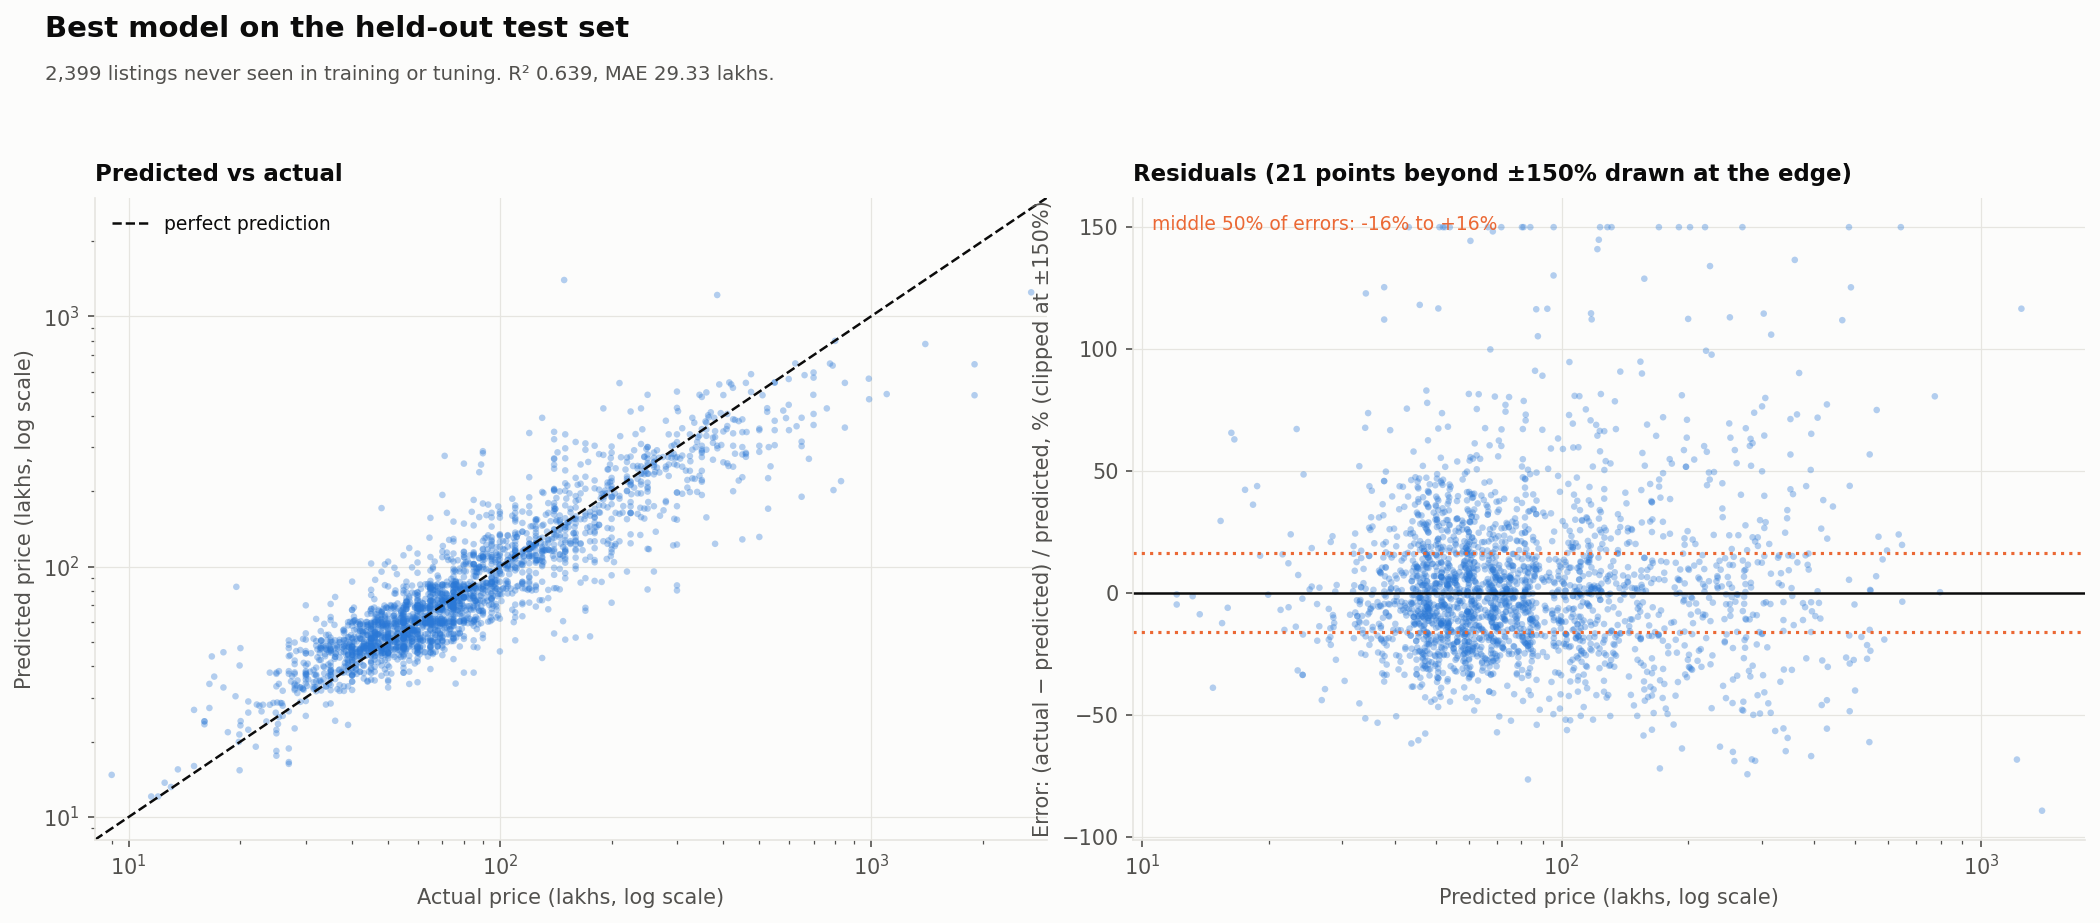 Best model on the held-out test set
2,399 listings never seen in training or tuning. R² 0.639, MAE 29.33 lakhs.
Predicted vs actual
perfect prediction
Predicted price (lakhs, log scale)
10³
10²
10¹
10¹
10²
10³
Actual price (lakhs, log scale)
Residuals (21 points beyond ±150% drawn at the edge)
middle 50% of errors: -16% to +16%
Error: (actual − predicted) / predicted, % (clipped at ±150%)
150
100
50
0
−50
−100
10¹
10²
10³
Predicted price (lakhs, log scale)